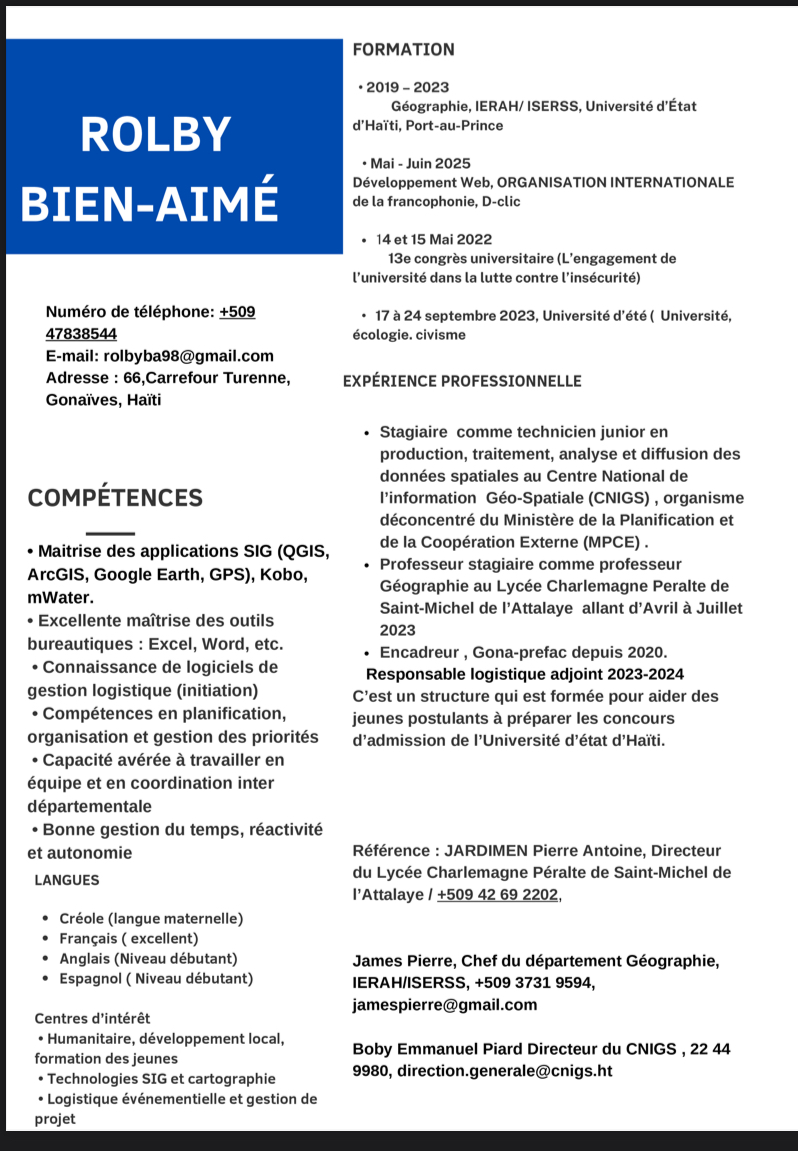 ROLBY
BIEN-AIMÉ
Numéro de téléphone: +509
47838544
E-mail: rolbyba98@gmail.com
Adresse : 66,Carrefour Turenne,
Gonaïves, Haïti
COMPÉTENCES
• Maitrise des applications SIG (QGIS,
ArcGIS, Google Earth, GPS), Kobo,
mWater.
• Excellente maîtrise des outils
bureautiques : Excel, Word, etc.
• Connaissance de logiciels de
gestion logistique (initiation)
• Compétences en planification,
organisation et gestion des priorités
• Capacité avérée à travailler en
équipe et en coordination inter
départementale
• Bonne gestion du temps, réactivité
et autonomie
LANGUES
• Créole (langue maternelle)
• Français ( excellent)
• Anglais (Niveau débutant)
• Espagnol ( Niveau débutant)
Centres d'intérêt
• Humanitaire, développement local,
formation des jeunes
• Technologies SIG et cartographie
• Logistique événementielle et gestion de
projet
FORMATION
• 2019 – 2023
Géographie, IERAH/ ISERSS, Université d'État
d'Haïti, Port-au-Prince
• Mai - Juin 2025
Développement Web, ORGANISATION INTERNATIONALE
de la francophonie, D-clic
• 14 et 15 Mai 2022
13e congrès universitaire (L'engagement de
l'université dans la lutte contre l'insécurité)
• 17 à 24 septembre 2023, Université d'été ( Université,
écologie. civisme
EXPÉRIENCE PROFESSIONNELLE
• Stagiaire comme technicien junior en
production, traitement, analyse et diffusion des
données spatiales au Centre National de
l'information Géo-Spatiale (CNIGS) , organisme
déconcentré du Ministère de la Planification et
de la Coopération Externe (MPCE) .
• Professeur stagiaire comme professeur
Géographie au Lycée Charlemagne Peralte de
Saint-Michel de l'Attalaye allant d'Avril à Juillet
2023
• Encadreur , Gona-prefac depuis 2020.
Responsable logistique adjoint 2023-2024
C'est un structure qui est formée pour aider des
jeunes postulants à préparer les concours
d'admission de l'Université d'état d'Haïti.
Référence : JARDIMEN Pierre Antoine, Directeur
du Lycée Charlemagne Péralte de Saint-Michel de
l'Attalaye / +509 42 69 2202,
James Pierre, Chef du département Géographie,
IERAH/ISERSS, +509 3731 9594,
jamespierre@gmail.com
Boby Emmanuel Piard Directeur du CNIGS , 22 44
9980, direction.generale@cnigs.ht